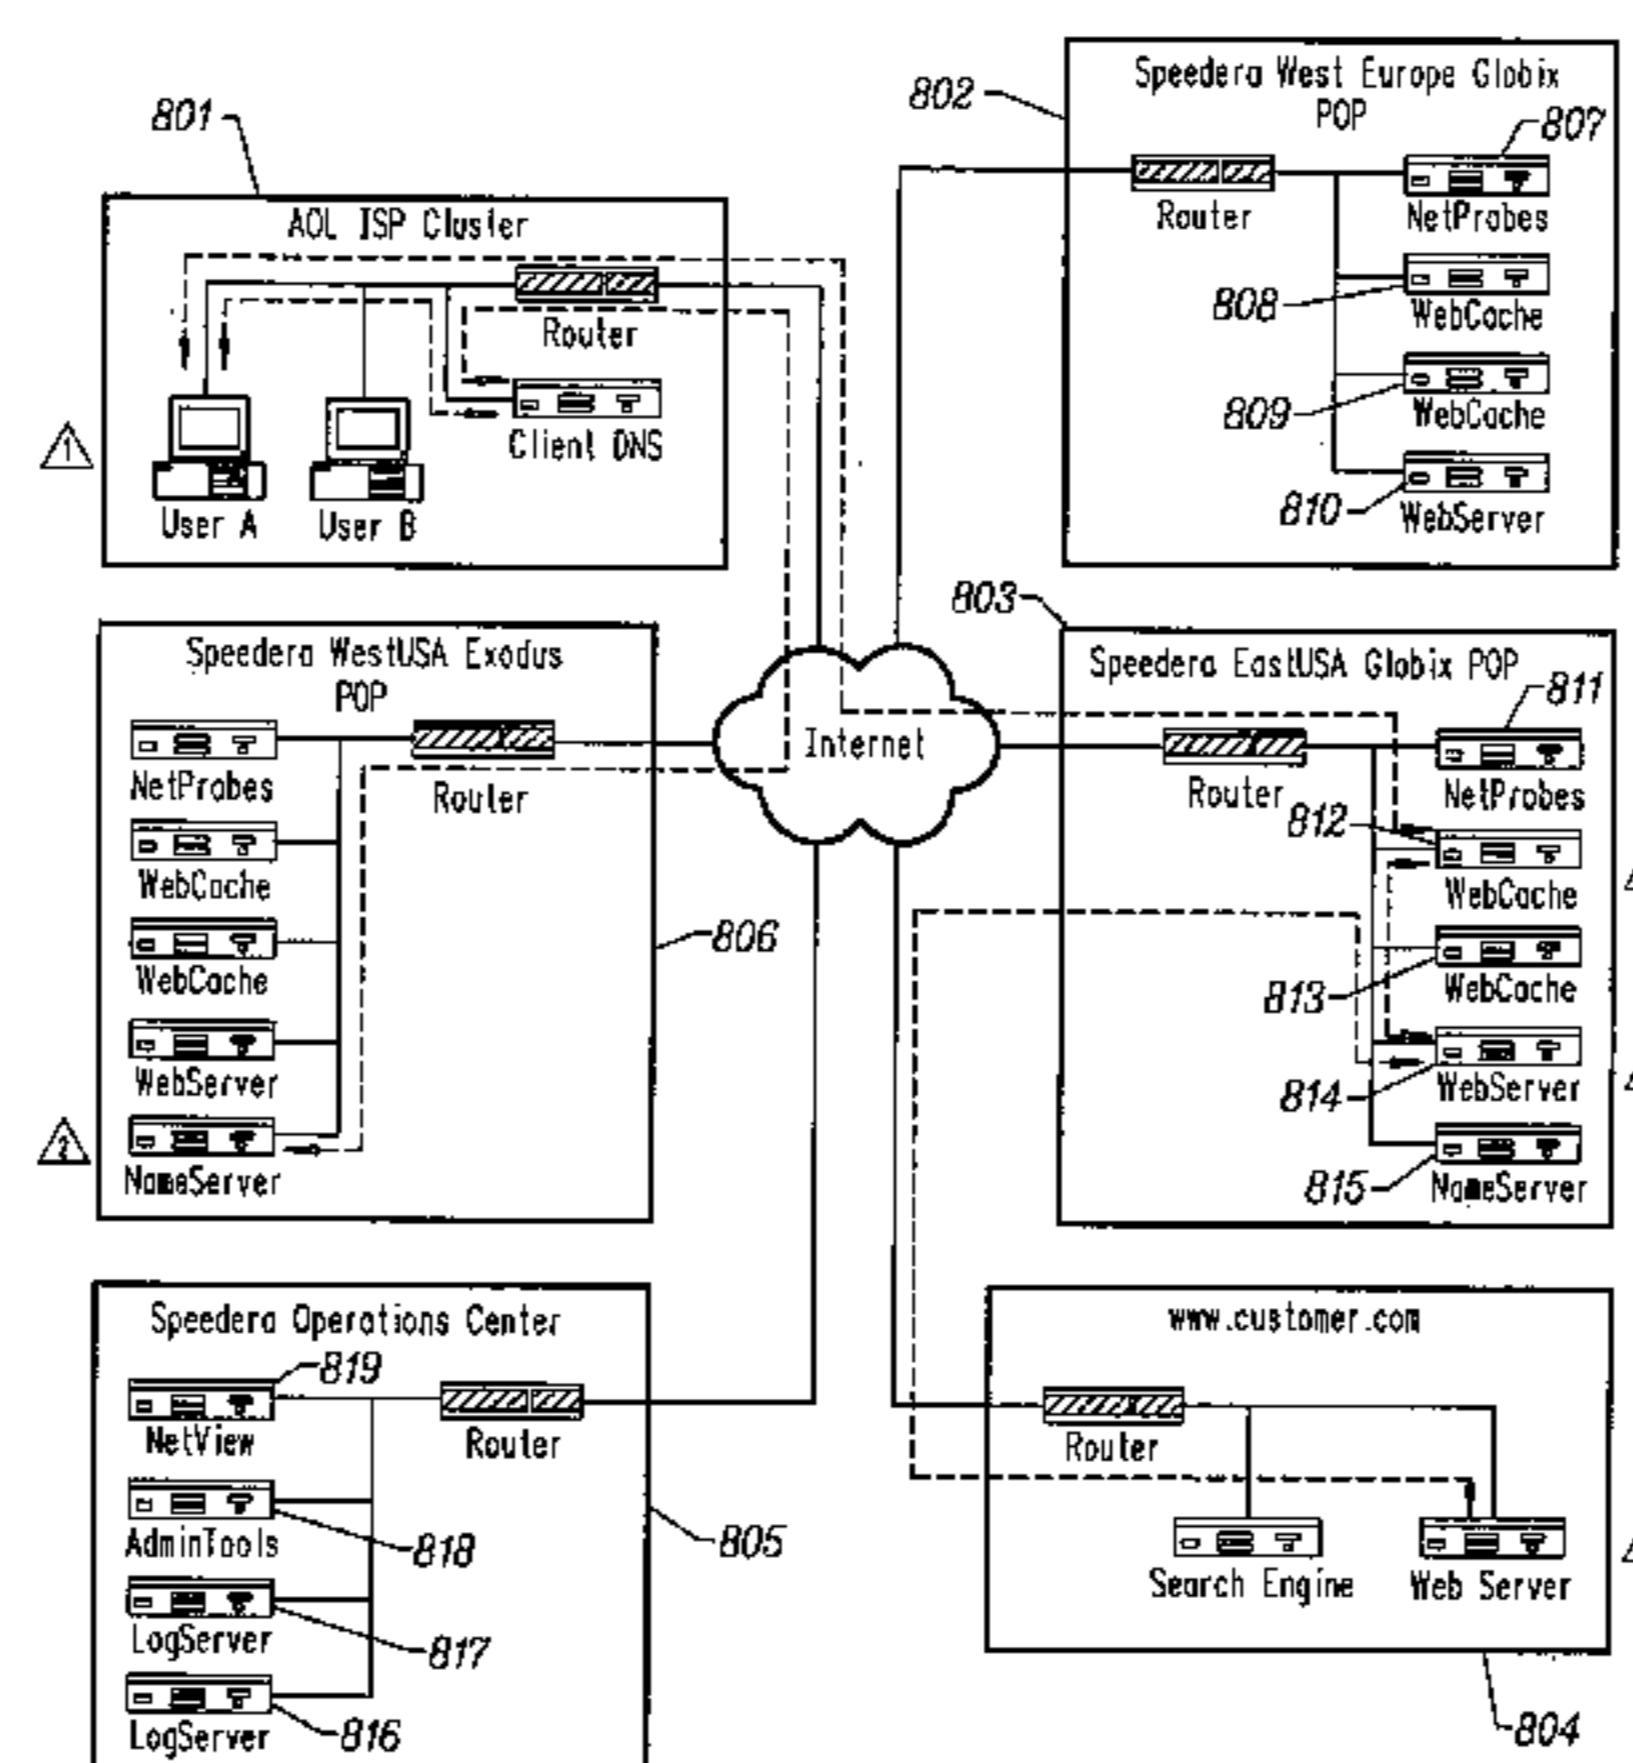 801
AOL ISP Cluster
Router
Client DNS
1
User A
User B
802
Speedera West Europe Globix
POP
807
Router
NetProbes
808
WebCache
809
WebCache
810
WebServer
Speedera WestUSA Exodus
POP
NetProbes
Router
WebCache
806
WebCache
WebServer
2
NameServer
Internet
803
Speedera EastUSA Globix POP
811
Router
NetProbes
812
WebCache
813
WebCache
814
WebServer
815
NameServer
Speedera Operations Center
819
NetView
Router
AdminTools
818
805
LogServer
817
LogServer
816
www.customer.com
Router
Search Engine
Web Server
804